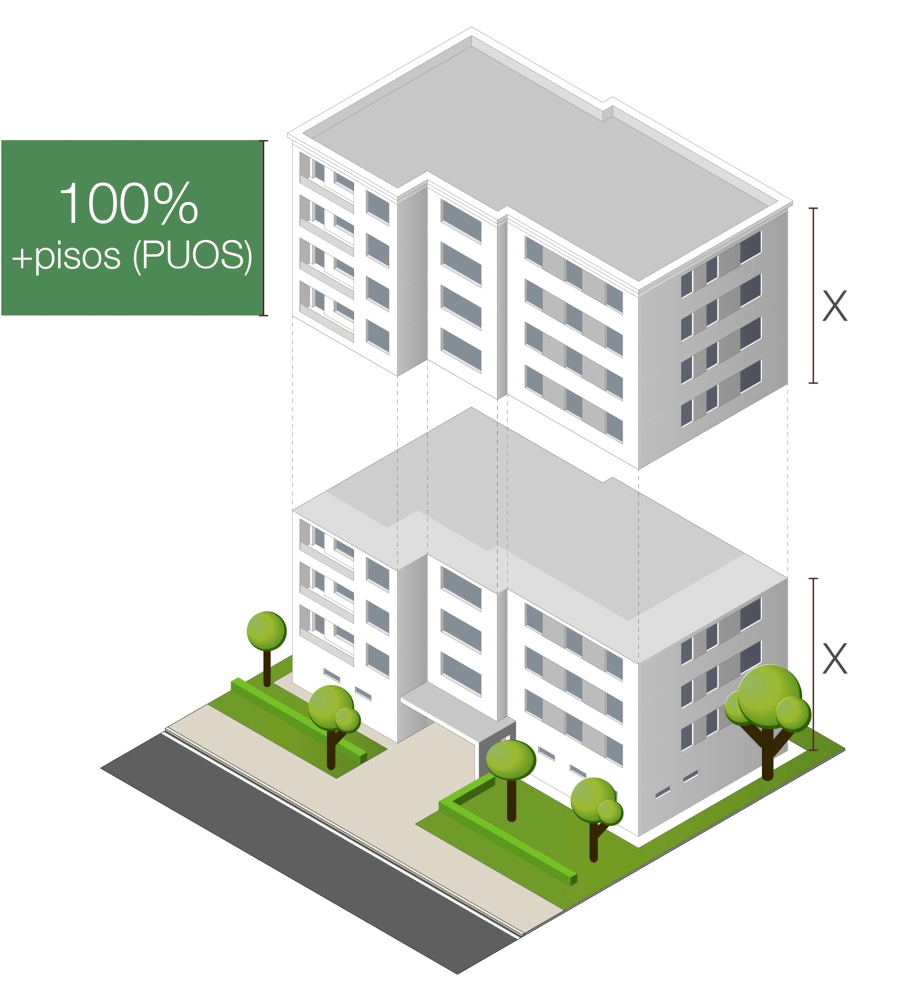 100%
+pisos (PUOS)
X
X